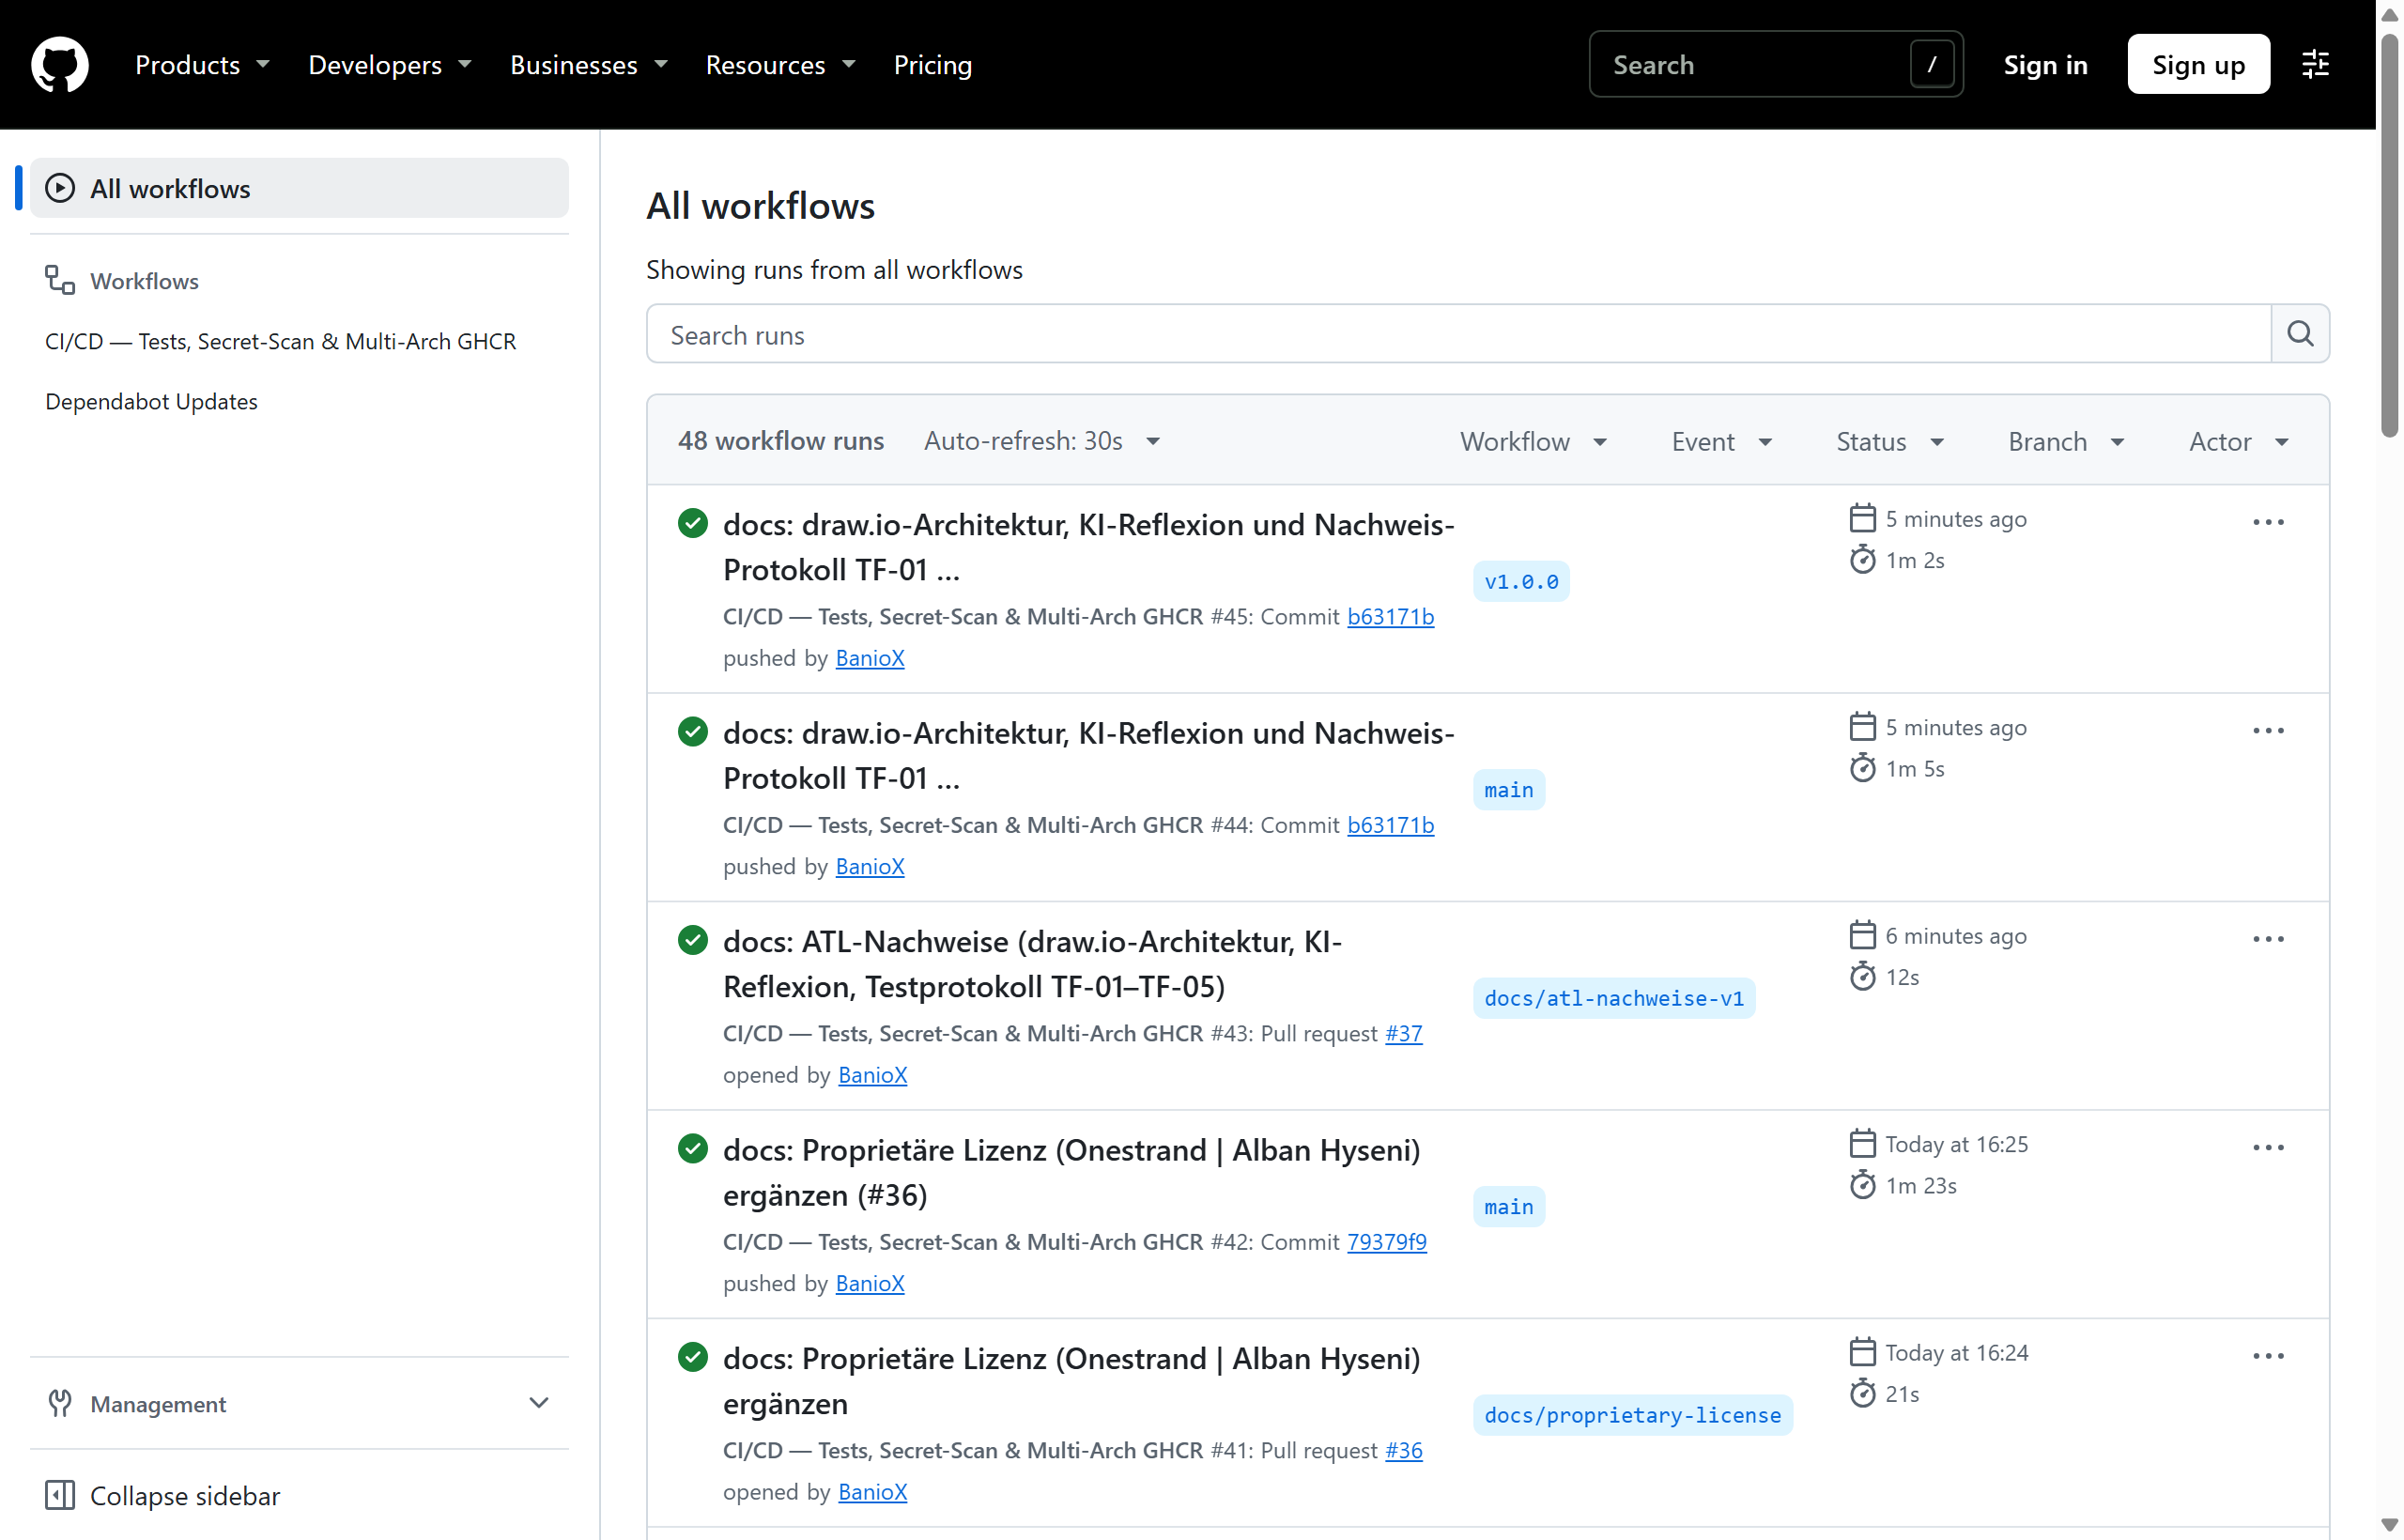 Products
Developers
Businesses
Resources
Pricing
Search
/
Sign in
Sign up
All workflows
Workflows
CI/CD — Tests, Secret-Scan & Multi-Arch GHCR
Dependabot Updates
Management
Collapse sidebar
All workflows
Showing runs from all workflows
Search runs
48 workflow runs
Auto-refresh: 30s
Workflow
Event
Status
Branch
Actor
docs: draw.io-Architektur, KI-Reflexion und Nachweis-
Protokoll TF-01 ...
CI/CD — Tests, Secret-Scan & Multi-Arch GHCR #45: Commit b63171b
pushed by BanioX
v1.0.0
5 minutes ago
1m 2s
docs: draw.io-Architektur, KI-Reflexion und Nachweis-
Protokoll TF-01 ...
CI/CD — Tests, Secret-Scan & Multi-Arch GHCR #44: Commit b63171b
pushed by BanioX
main
5 minutes ago
1m 5s
docs: ATL-Nachweise (draw.io-Architektur, KI-
Reflexion, Testprotokoll TF-01–TF-05)
CI/CD — Tests, Secret-Scan & Multi-Arch GHCR #43: Pull request #37
opened by BanioX
docs/atl-nachweise-v1
6 minutes ago
12s
docs: Proprietäre Lizenz (Onestrand | Alban Hyseni)
ergänzen (#36)
CI/CD — Tests, Secret-Scan & Multi-Arch GHCR #42: Commit 79379f9
pushed by BanioX
main
Today at 16:25
1m 23s
docs: Proprietäre Lizenz (Onestrand | Alban Hyseni)
ergänzen
CI/CD — Tests, Secret-Scan & Multi-Arch GHCR #41: Pull request #36
opened by BanioX
docs/proprietary-license
Today at 16:24
21s